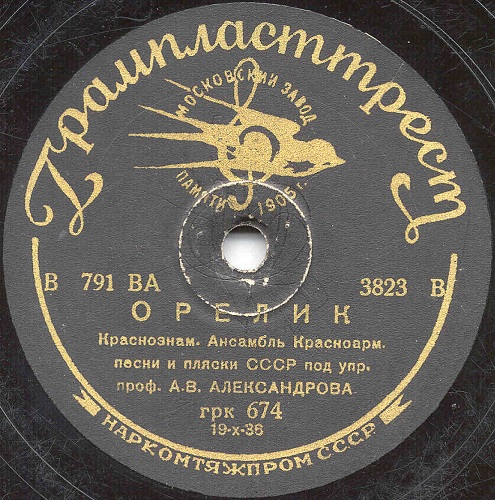 Грампласттрест
МОСКОВСКИЙ ЗАВОД
ПАМЯТИ 1905 г.
В 791 ВА 3823 В
ОРЕЛИК
Краснознам. Ансамбль Красноарм.
песни и пляски СССР под упр.
проф. А.В. АЛЕКСАНДРОВА
грк 674
19-х-36
НАРКОМТЯЖПРОМ СССР